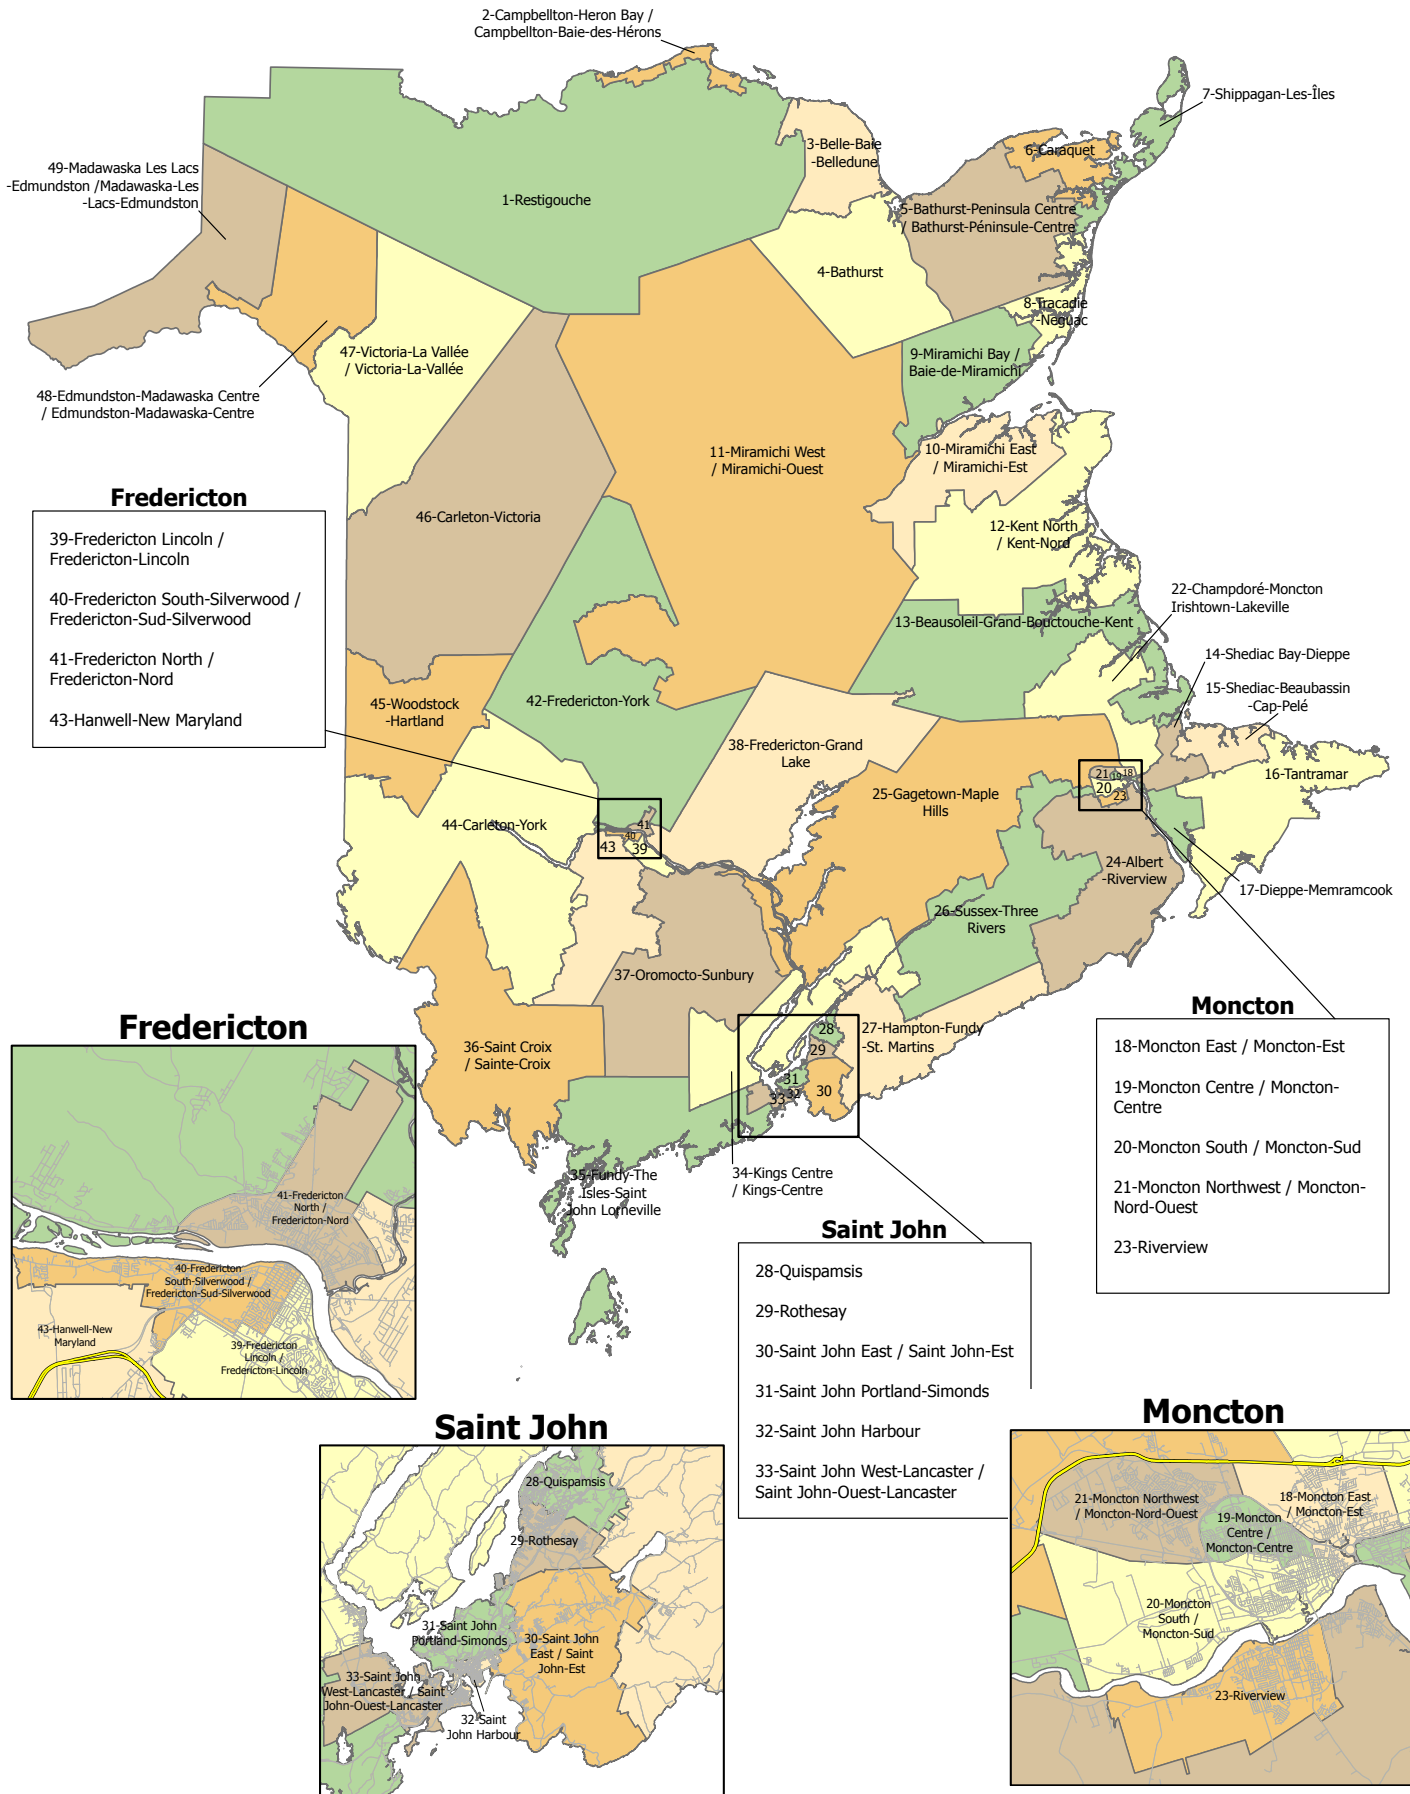 2-Campbellton-Heron Bay /
Campbellton-Baie-des-Hérons
7-Shippagan-Les-Îles
3-Belle-Baie
-Belledune
6-Caraquet
49-Madawaska Les Lacs
-Edmundston /Madawaska-Les
-Lacs-Edmundston
1-Restigouche
5-Bathurst-Peninsula Centre
/ Bathurst-Péninsule-Centre
4-Bathurst
8-Tracadie
-Neguac
47-Victoria-La Vallée
/ Victoria-La-Vallée
9-Miramichi Bay /
Baie-de-Miramichi
48-Edmundston-Madawaska Centre
/ Edmundston-Madawaska-Centre
11-Miramichi West
/ Miramichi-Ouest
10-Miramichi East
/ Miramichi-Est
46-Carleton-Victoria
12-Kent North
/ Kent-Nord
Fredericton
39-Fredericton Lincoln /
Fredericton-Lincoln
40-Fredericton South-Silverwood /
Fredericton-Sud-Silverwood
41-Fredericton North /
Fredericton-Nord
43-Hanwell-New Maryland
22-Champdoré-Moncton
Irishtown-Lakeville
13-Beausoleil-Grand-Bouctouche-Kent
14-Shediac Bay-Dieppe
15-Shediac-Beaubassin
-Cap-Pelé
45-Woodstock
-Hartland
42-Fredericton-York
38-Fredericton-Grand
Lake
16-Tantramar
21
19
18
20
23
25-Gagetown-Maple
Hills
44-Carleton-York
41
40
43
39
24-Albert
-Riverview
17-Dieppe-Memramcook
26-Sussex-Three
Rivers
37-Oromocto-Sunbury
36-Saint Croix
/ Sainte-Croix
28
29
27-Hampton-Fundy
-St. Martins
31
32
33
30
34-Kings Centre
/ Kings-Centre
35-Fundy-The
Isles-Saint
John Lorneville
Moncton
18-Moncton East / Moncton-Est
19-Moncton Centre / Moncton-
Centre
20-Moncton South / Moncton-Sud
21-Moncton Northwest / Moncton-
Nord-Ouest
23-Riverview
Saint John
28-Quispamsis
29-Rothesay
30-Saint John East / Saint John-Est
31-Saint John Portland-Simonds
32-Saint John Harbour
33-Saint John West-Lancaster /
Saint John-Ouest-Lancaster
Fredericton
41-Fredericton
North /
Fredericton-Nord
40-Fredericton
South-Silverwood /
Fredericton-Sud-Silverwood
43-Hanwell-New
Maryland
39-Fredericton
Lincoln /
Fredericton-Lincoln
Saint John
28-Quispamsis
29-Rothesay
31-Saint John
Portland-Simonds
30-Saint John
East / Saint
John-Est
33-Saint John
West-Lancaster / Saint
John-Ouest-Lancaster
32-Saint
John Harbour
Moncton
21-Moncton Northwest
/ Moncton-Nord-Ouest
18-Moncton East
/ Moncton-Est
19-Moncton
Centre /
Moncton-Centre
20-Moncton
South /
Moncton-Sud
23-Riverview